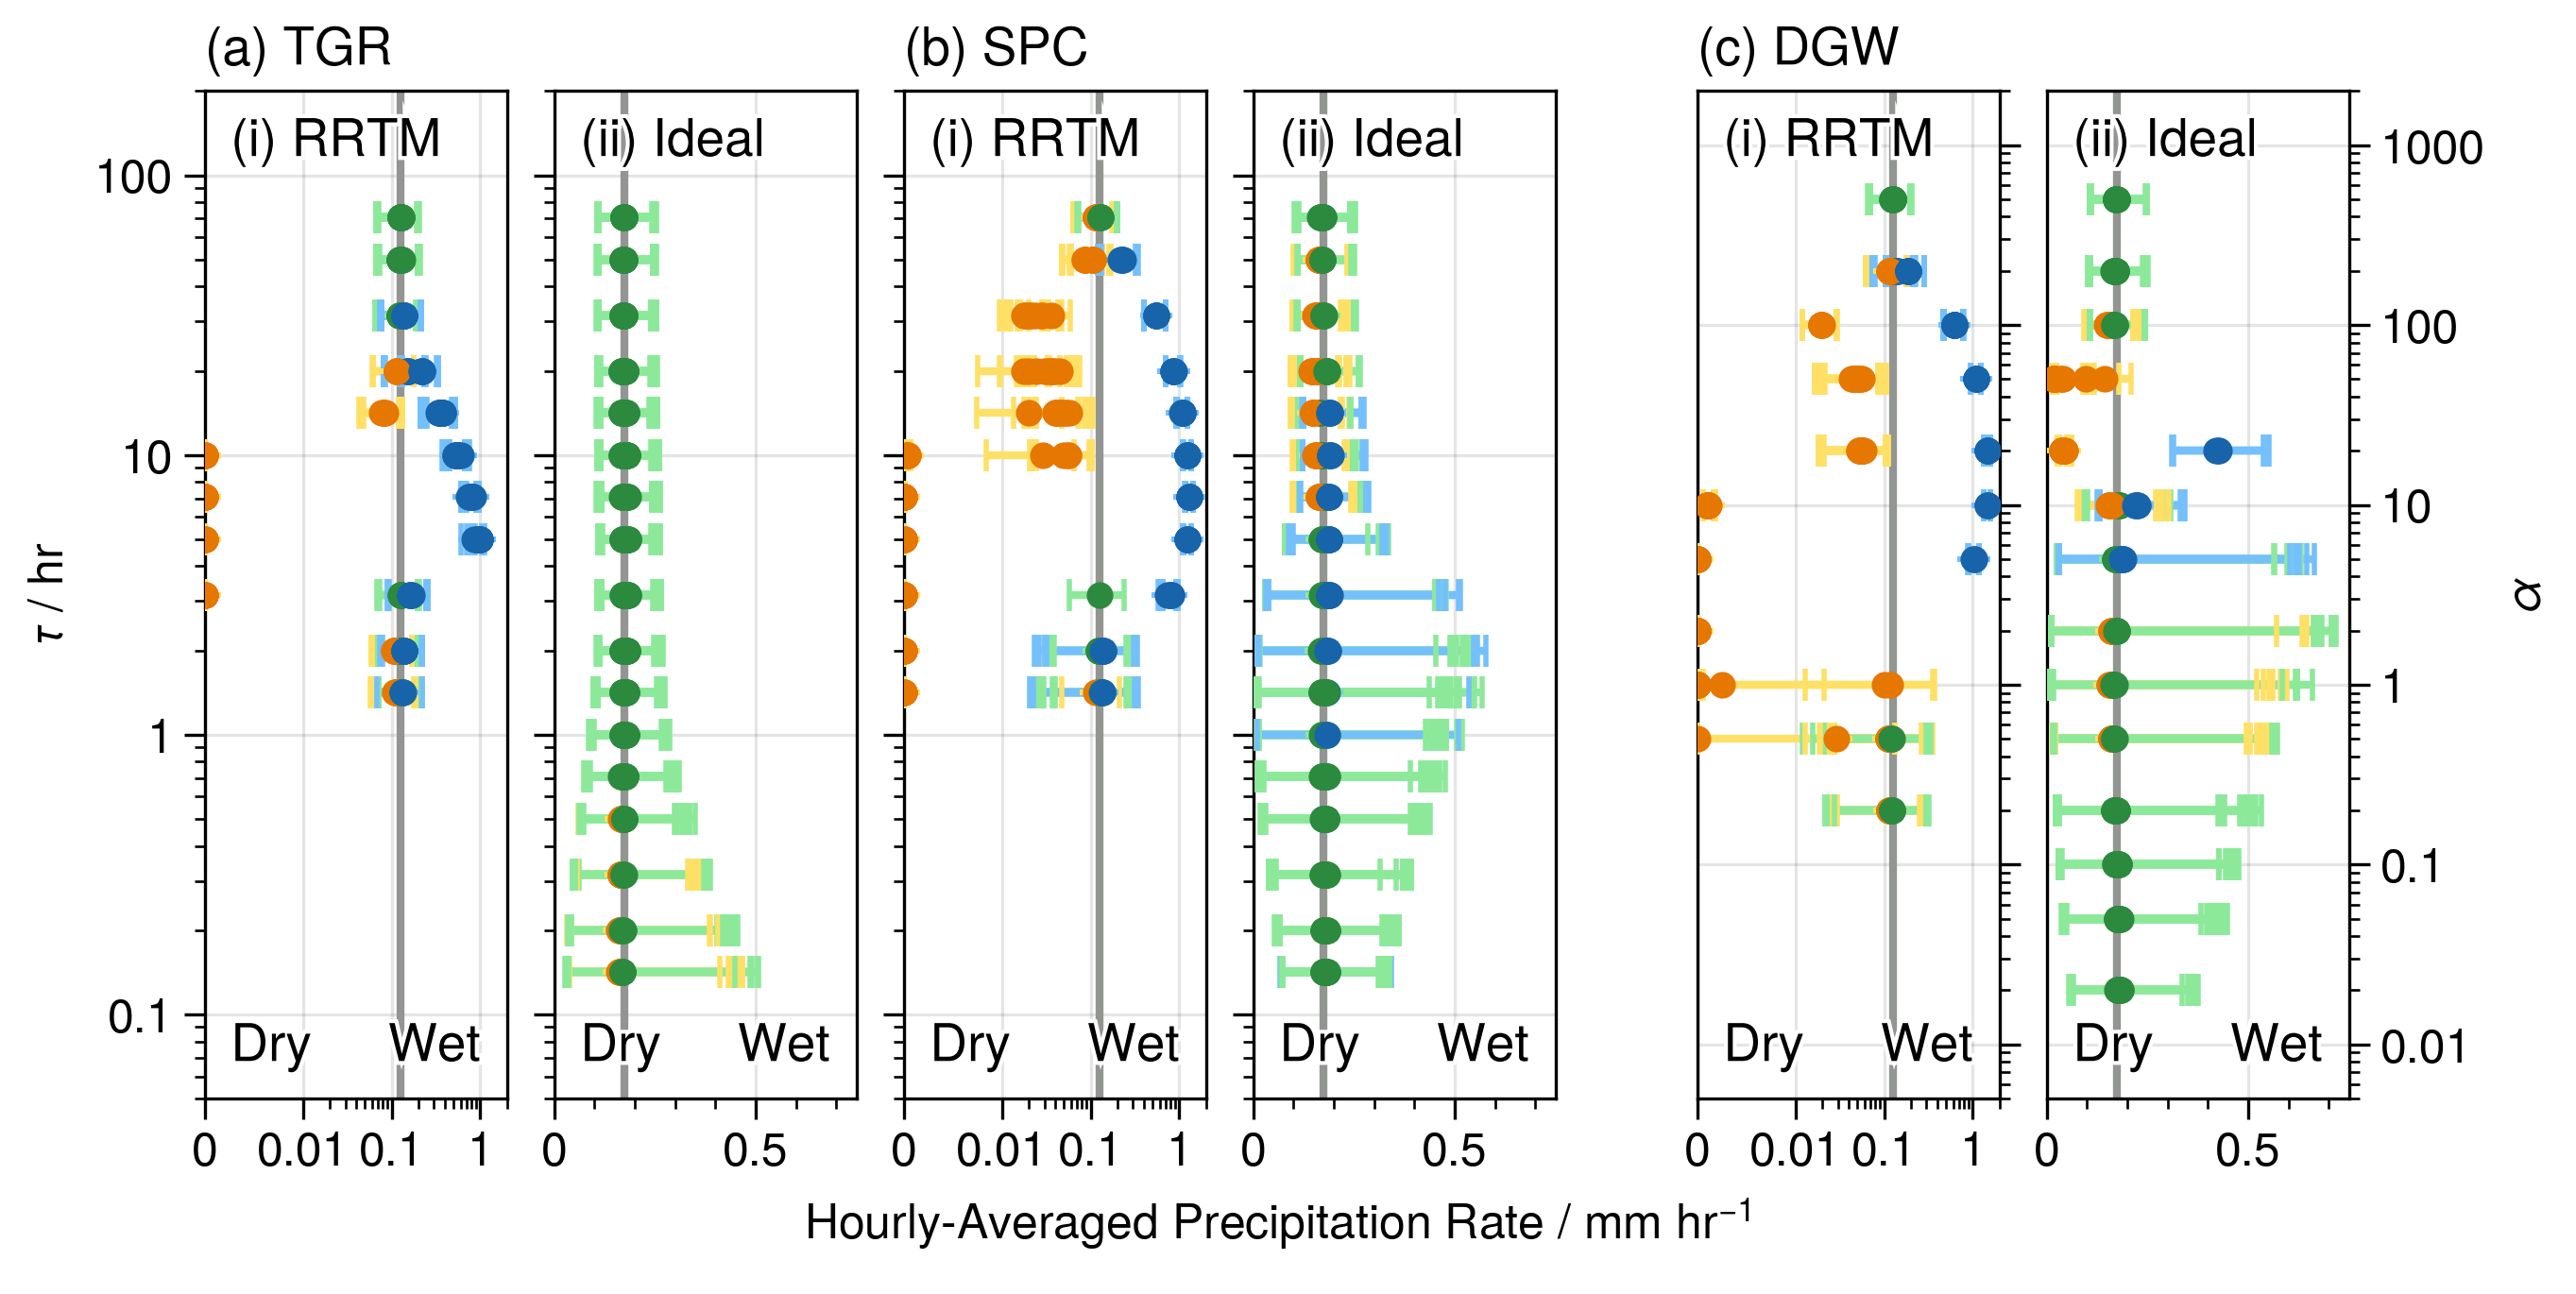 (a) TGR
(b) SPC
(c) DGW
(i) RRTM
(ii) Ideal
(i) RRTM
(ii) Ideal
(i) RRTM
(ii) Ideal
100
10
1
0.1
τ / hr
1000
100
10
1
0.1
0.01
α
Dry Wet
Dry Wet
Dry Wet
Dry Wet
Dry Wet
Dry Wet
0 0.01 0.1 1
0 0.5
0 0.01 0.1 1
0 0.5
0 0.01 0.1 1
0 0.5
Hourly-Averaged Precipitation Rate / mm hr⁻¹